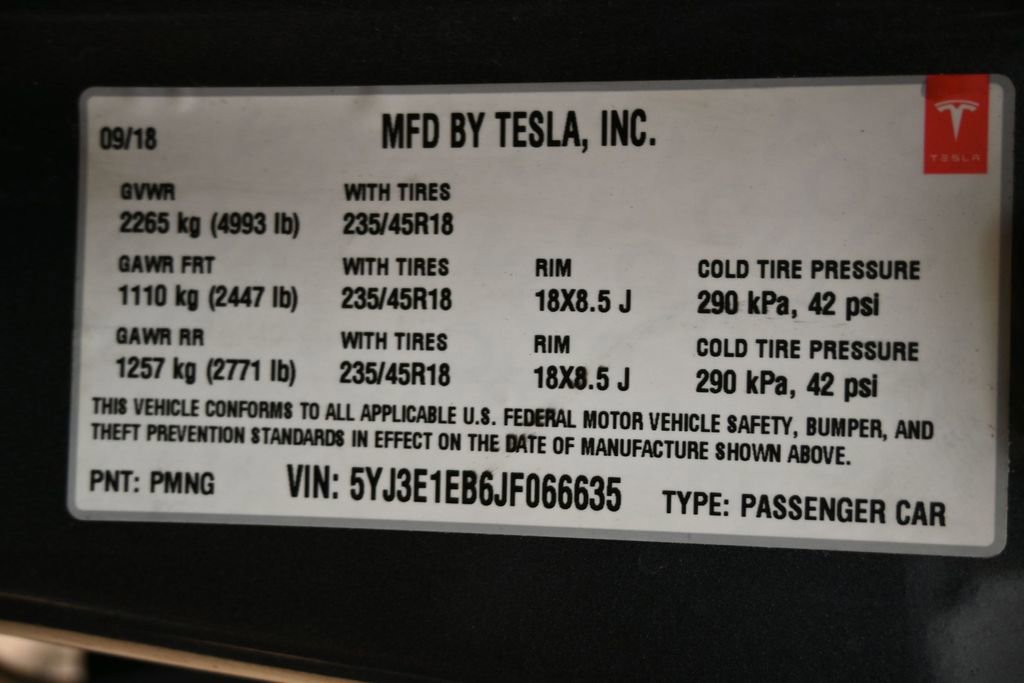 09/18 MFD BY TESLA, INC.
TESLA
GVWR WITH TIRES
2265 kg (4993 lb) 235/45R18
GAWR FRT WITH TIRES RIM COLD TIRE PRESSURE
1110 kg (2447 lb) 235/45R18 18X8.5 J 290 kPa, 42 psi
GAWR RR WITH TIRES RIM COLD TIRE PRESSURE
1257 kg (2771 lb) 235/45R18 18X8.5 J 290 kPa, 42 psi
THIS VEHICLE CONFORMS TO ALL APPLICABLE U.S. FEDERAL MOTOR VEHICLE SAFETY, BUMPER, AND
THEFT PREVENTION STANDARDS IN EFFECT ON THE DATE OF MANUFACTURE SHOWN ABOVE.
PNT: PMNG VIN: 5YJ3E1EB6JF066635 TYPE: PASSENGER CAR